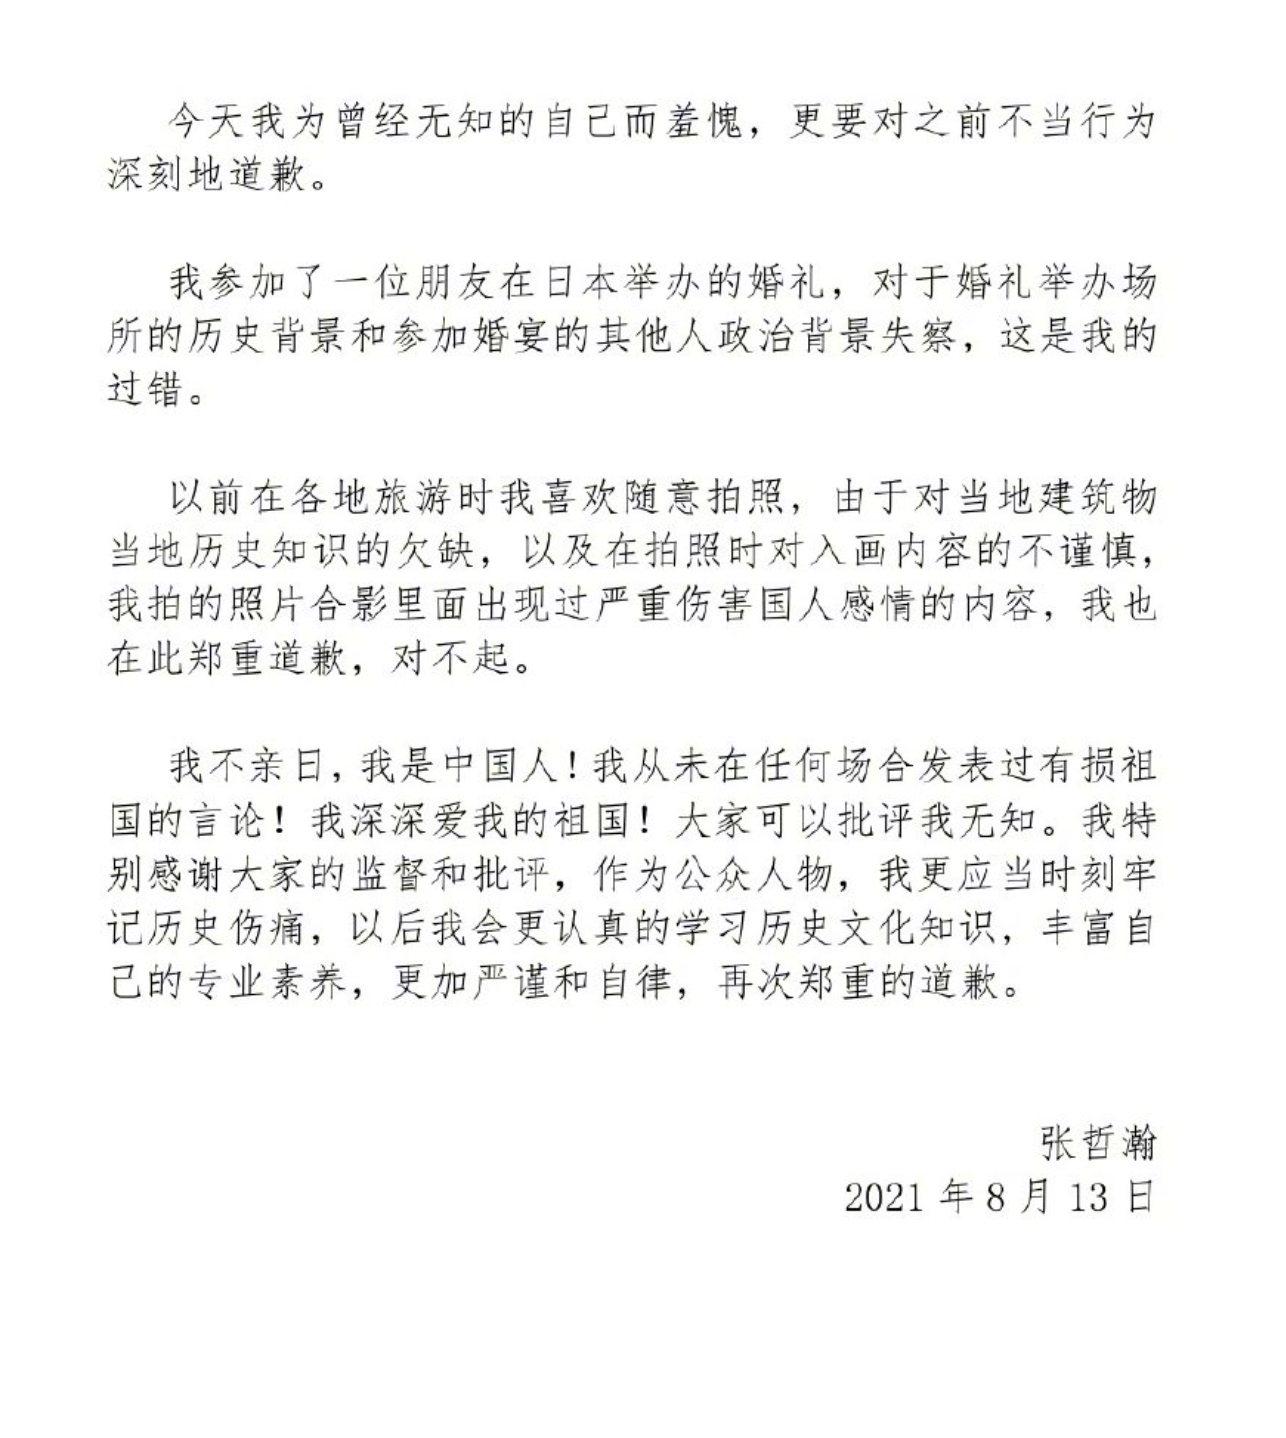 今天我为曾经无知的自己而羞愧，更要对之前不当行为
深刻地道歉。
我参加了一位朋友在日本举办的婚礼，对于婚礼举办场
所的历史背景和参加婚宴的其他人政治背景失察，这是我的
过错。
以前在各地旅游时我喜欢随意拍照，由于对当地建筑物
当地历史知识的欠缺，以及在拍照时对入画内容的不谨慎，
我拍的照片合影里面出现过严重伤害国人感情的内容，我也
在此郑重道歉，对不起。
我不亲日，我是中国人！我从未在任何场合发表过有损祖
国的言论！我深深爱我的祖国！大家可以批评我无知。我特
别感谢大家的监督和批评，作为公众人物，我更应当时刻牢
记历史伤痛，以后我会更认真的学习历史文化知识，丰富自
己的专业素养，更加严谨和自律，再次郑重的道歉。
张哲瀚
2021 年 8 月 13 日